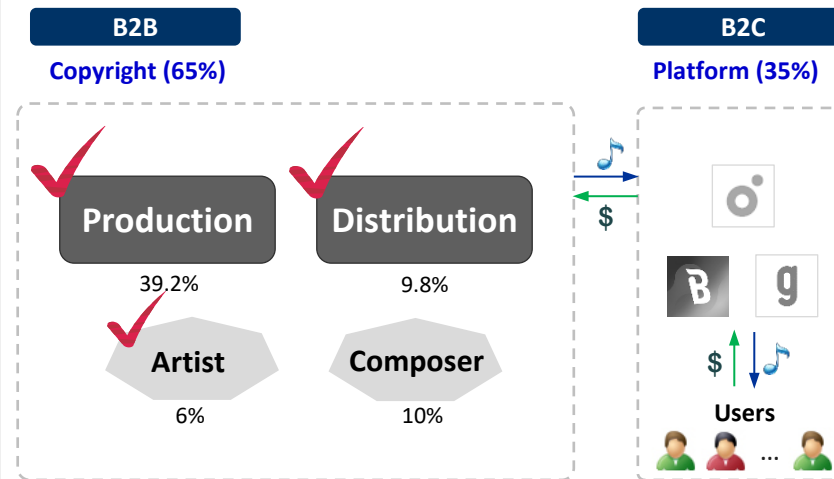 B2B
B2C
Copyright (65%)
Platform (35%)
Production
Distribution
39.2%
9.8%
$
B
g
Artist
Composer
$
6%
10%
Users
...